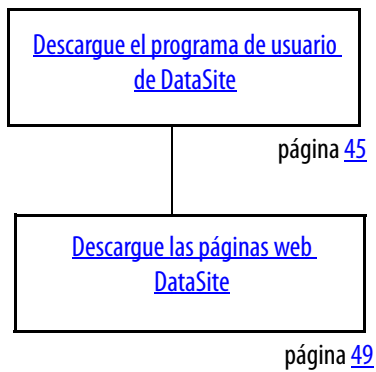 Descargue el programa de usuario
de DataSite
página 45
Descargue las páginas web
DataSite
página 49